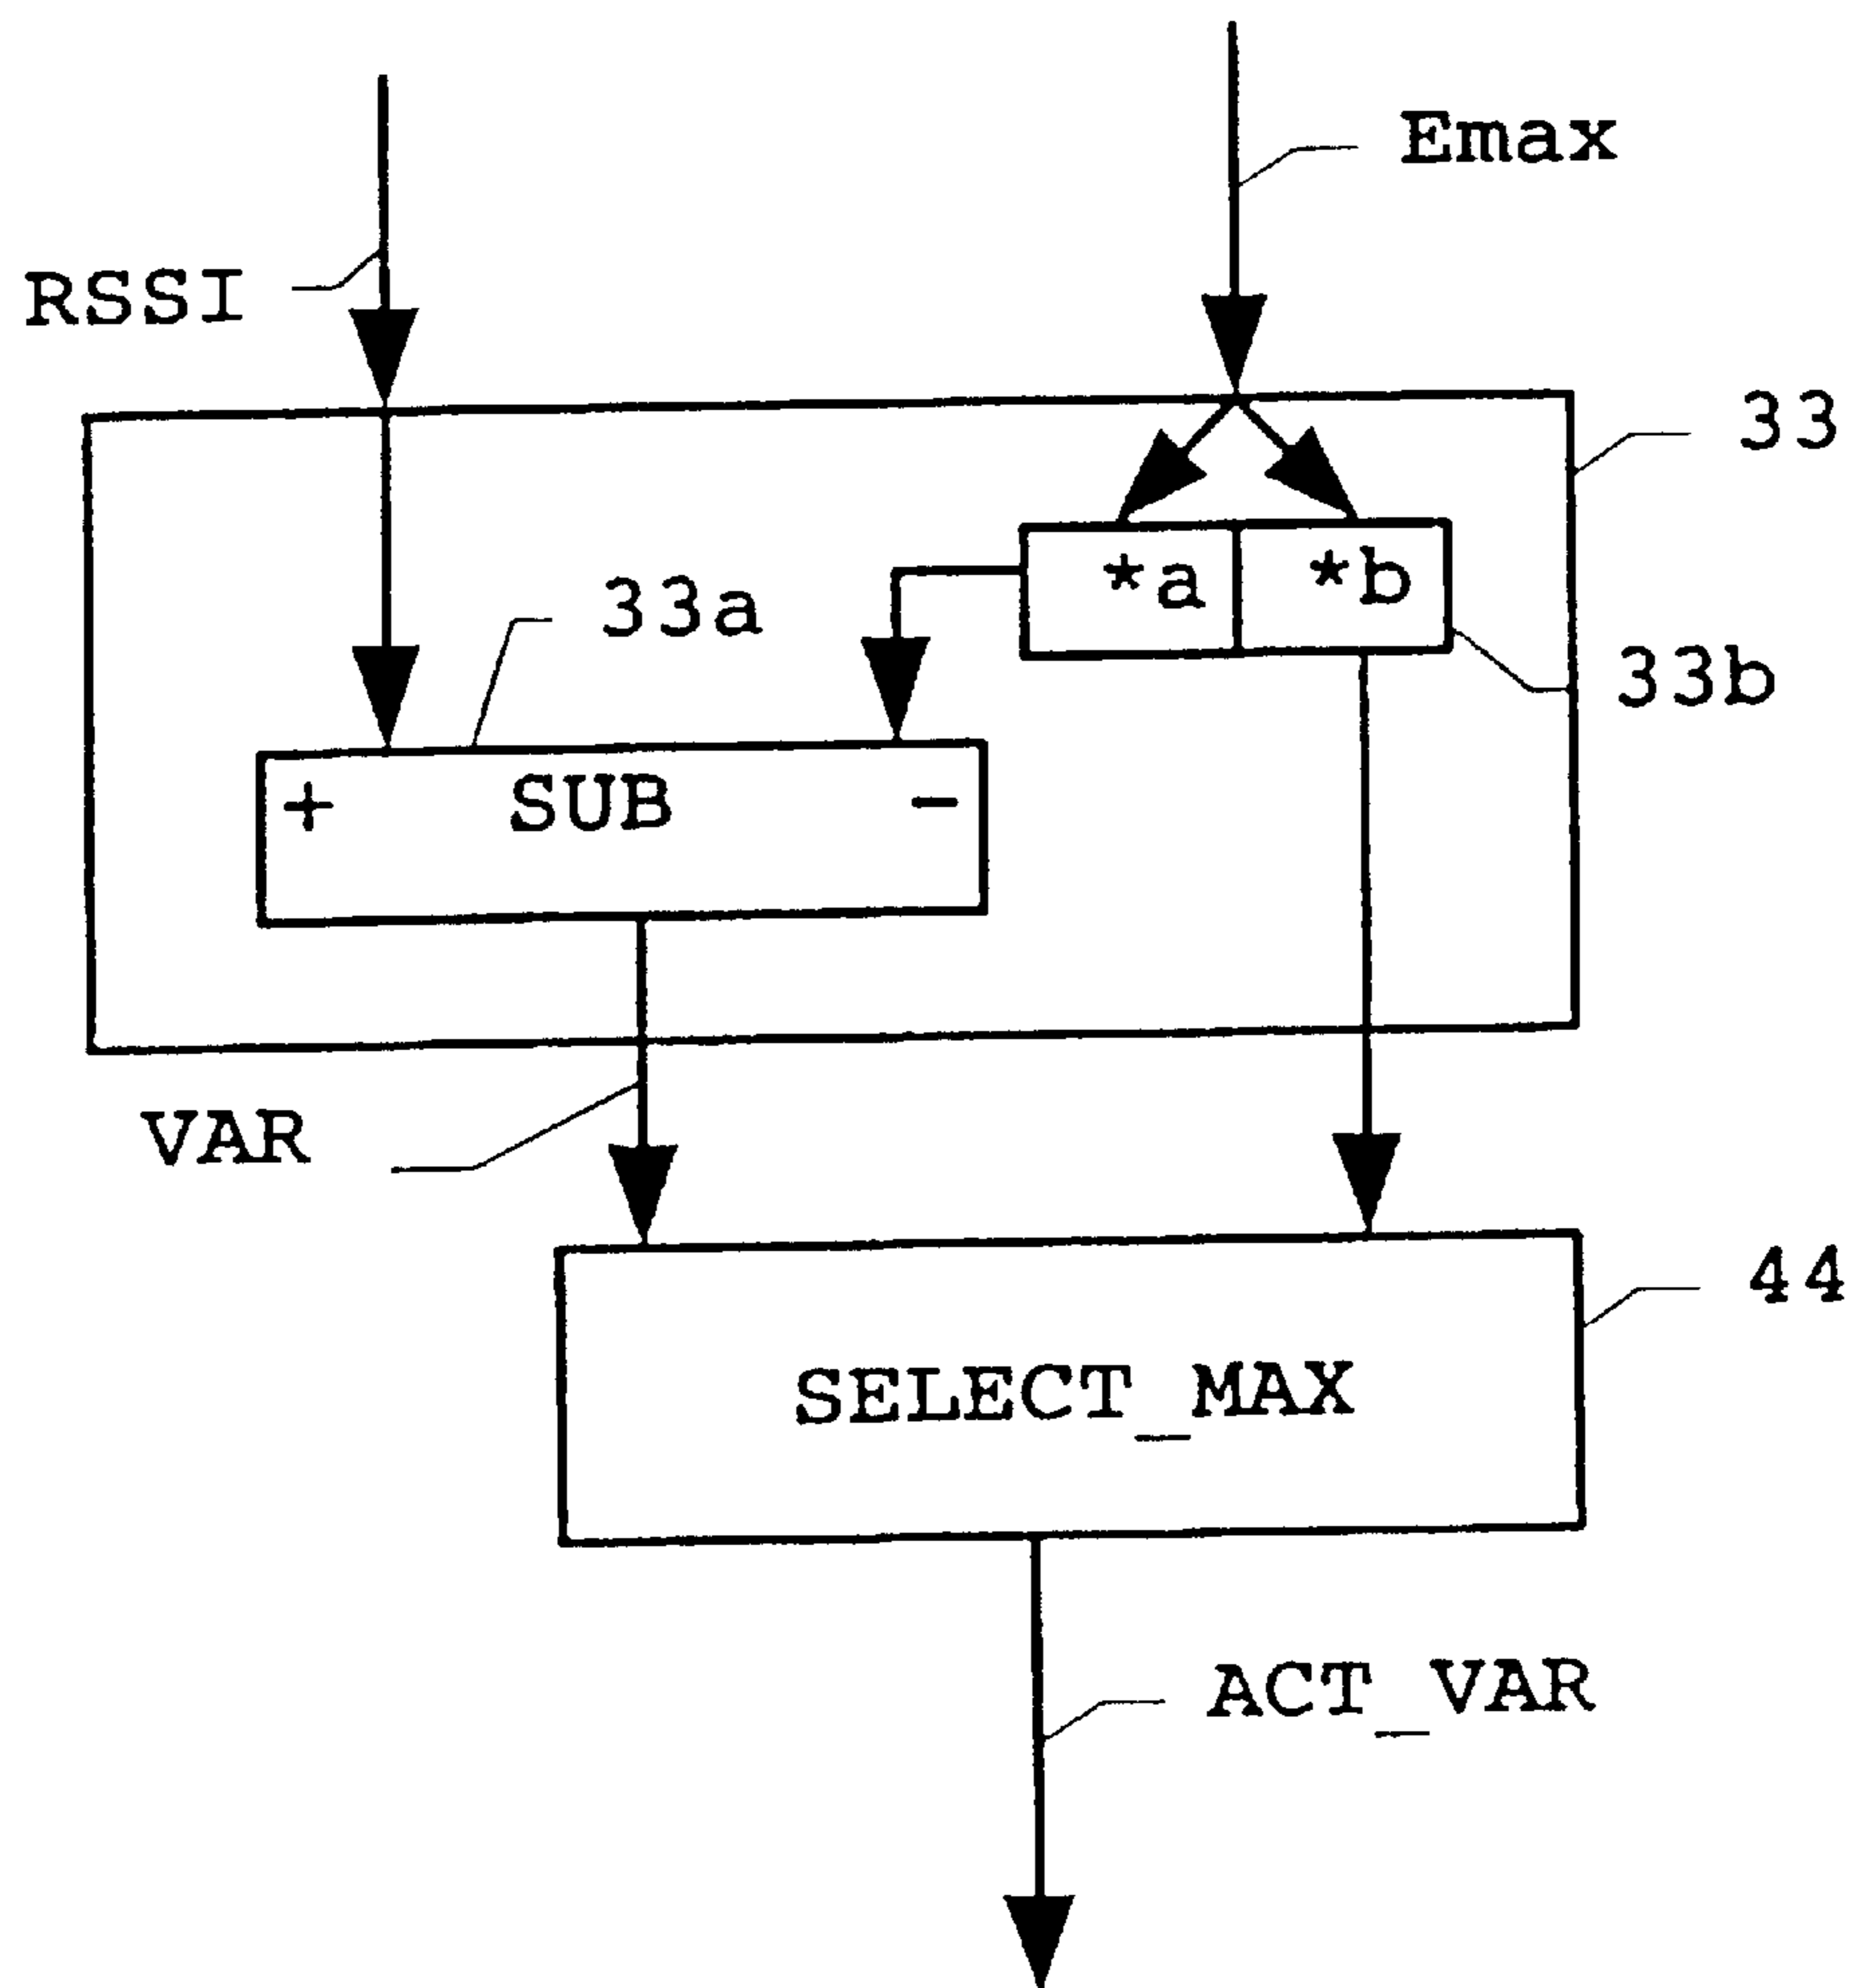 Emax
RSSI
33
*a
*b
33a
33b
+ SUB -
VAR
44
SELECT_MAX
ACT_VAR